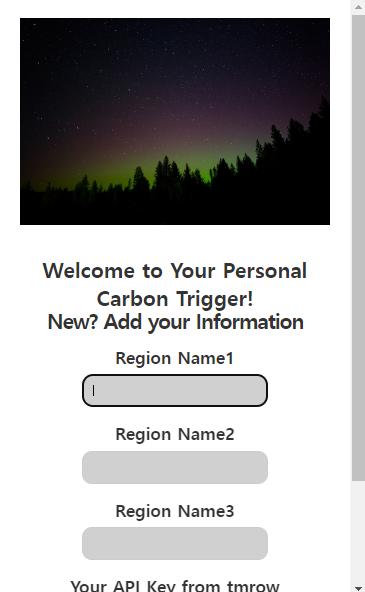 Welcome to Your Personal
Carbon Trigger!
New? Add your Information
Region Name1
Region Name2
Region Name3
Your API Key from tmrow